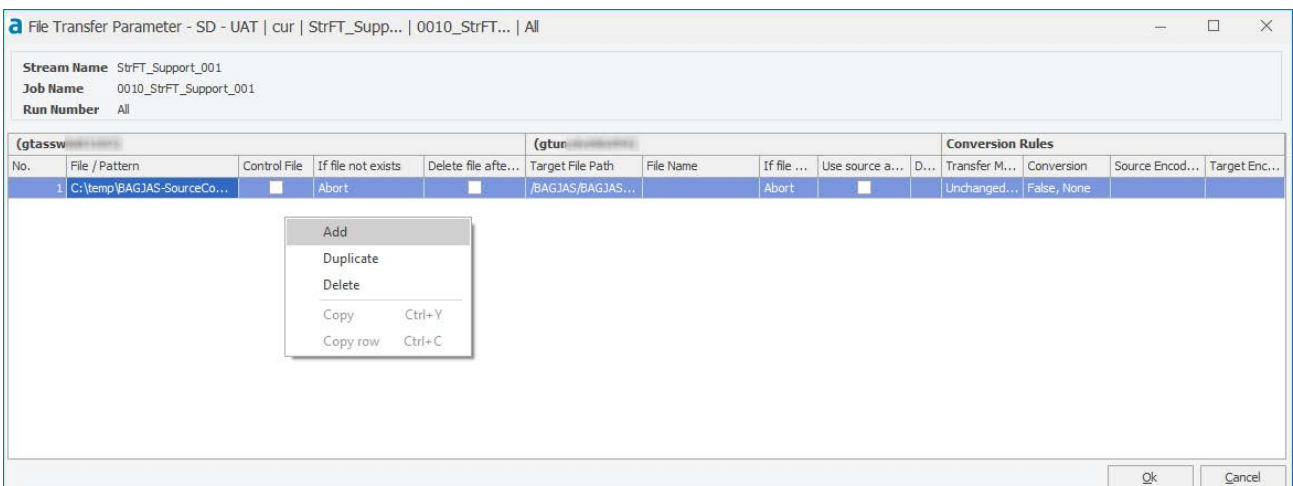 a File Transfer Parameter - SD - UAT | cur | StrFT_Supp... | 0010_StrFT... | All
Stream Name StrFT_Support_001
Job Name 0010_StrFT_Support_001
Run Number All
(gtassw (gtun Conversion Rules
No. File / Pattern Control File If file not exists Delete file afte... Target File Path File Name If file ... Use source a... D... Transfer M... Conversion Source Encod... Target Enc...
1 C:\temp\BAGJAS-SourceCo... Abort /BAGJAS/BAGJAS... Abort Unchanged... False, None
Add
Duplicate
Delete
Copy Ctrl+Y
Copy row Ctrl+C
Ok Cancel